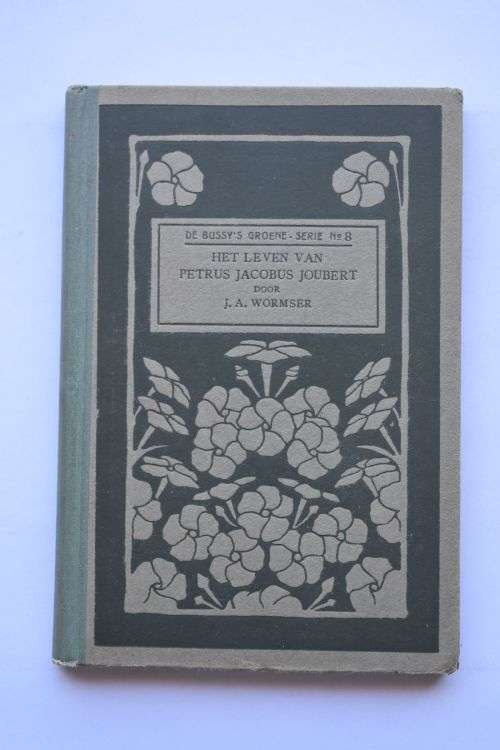 DE BUSSY'S GROENE-SERIE No 8
HET LEVEN VAN
PETRUS JACOBUS JOUBERT
DOOR
J. A. WORMSER